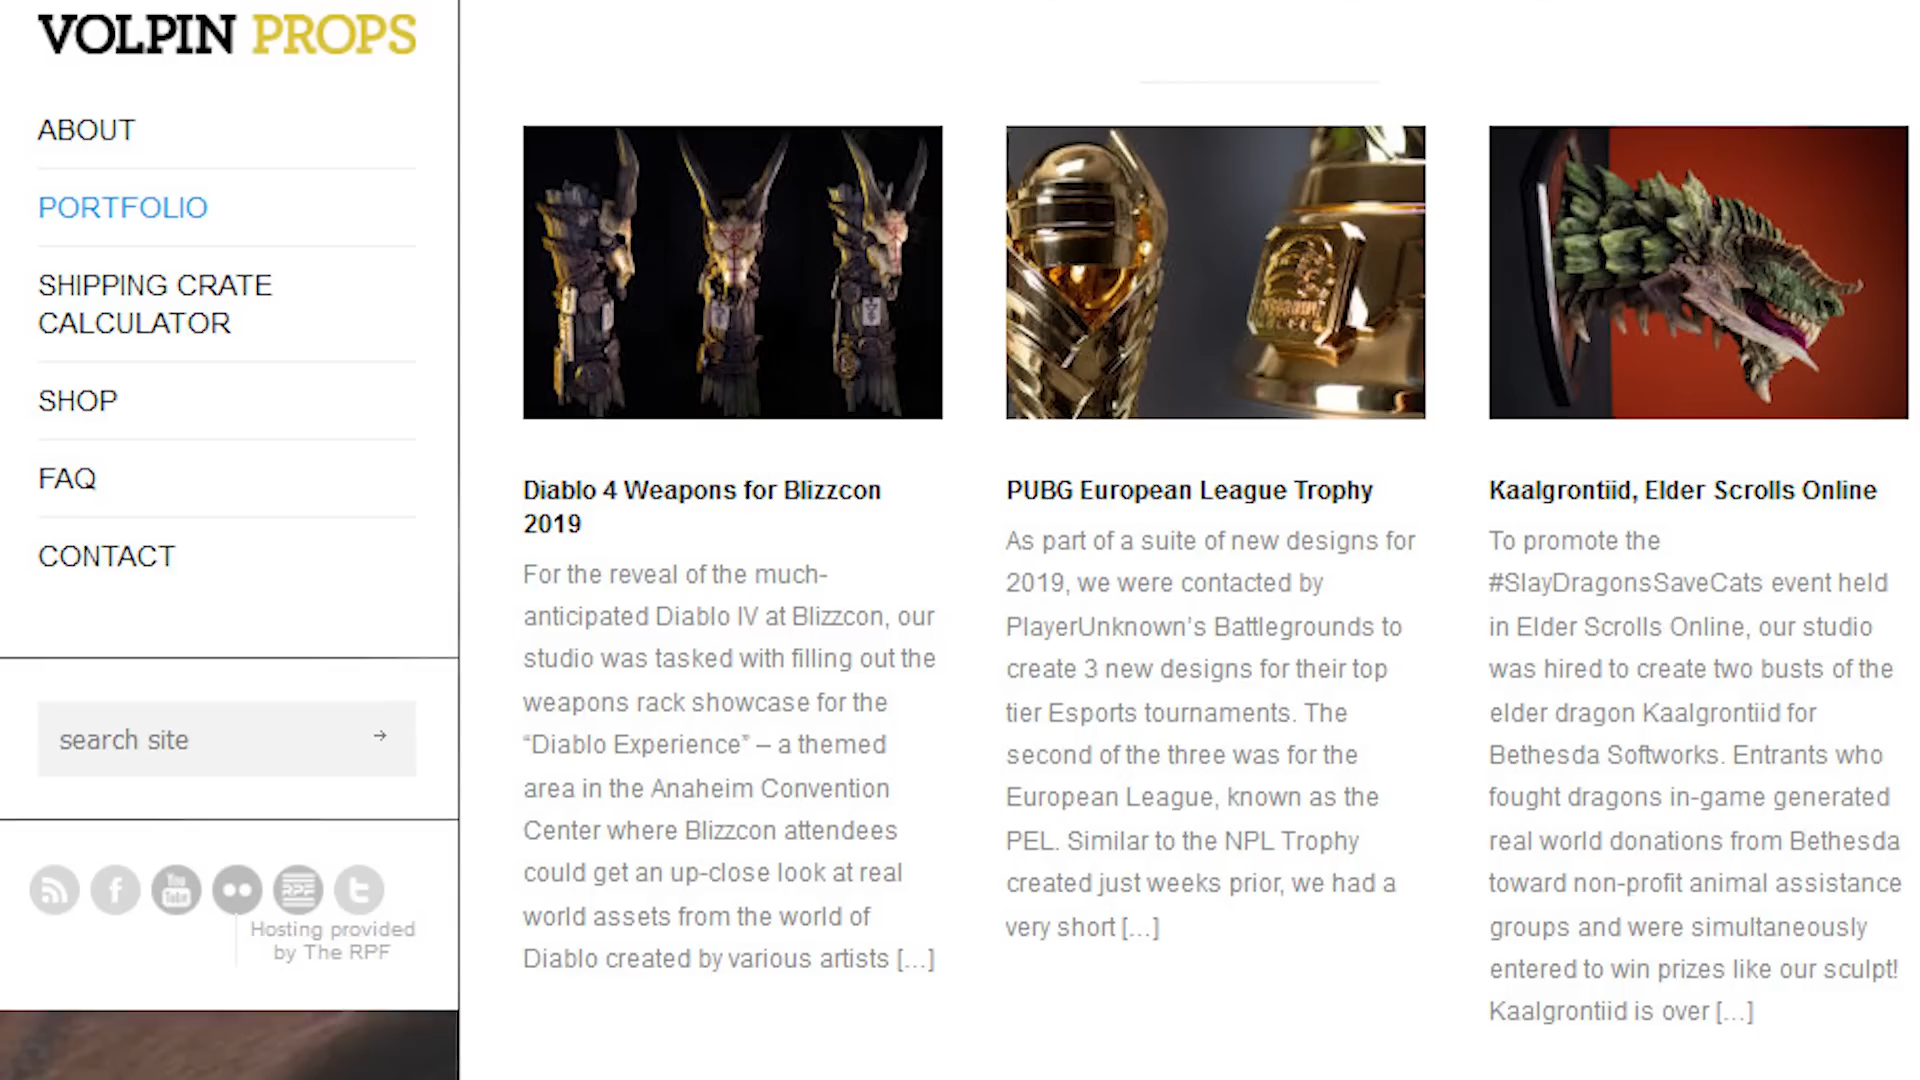 VOLPIN PROPS
ABOUT
PORTFOLIO
SHIPPING CRATE
CALCULATOR
SHOP
FAQ
CONTACT
search site
You
Tube
RPF
Hosting provided
by The RPF
Diablo 4 Weapons for Blizzcon
2019
For the reveal of the much-
anticipated Diablo IV at Blizzcon, our
studio was tasked with filling out the
weapons rack showcase for the
“Diablo Experience” – a themed
area in the Anaheim Convention
Center where Blizzcon attendees
could get an up-close look at real
world assets from the world of
Diablo created by various artists […]
PUBG European League Trophy
As part of a suite of new designs for
2019, we were contacted by
PlayerUnknown’s Battlegrounds to
create 3 new designs for their top
tier Esports tournaments. The
second of the three was for the
European League, known as the
PEL. Similar to the NPL Trophy
created just weeks prior, we had a
very short […]
Kaalgrontiid, Elder Scrolls Online
To promote the
#SlayDragonsSaveCats event held
in Elder Scrolls Online, our studio
was hired to create two busts of the
elder dragon Kaalgrontiid for
Bethesda Softworks. Entrants who
fought dragons in-game generated
real world donations from Bethesda
toward non-profit animal assistance
groups and were simultaneously
entered to win prizes like our sculpt!
Kaalgrontiid is over […]